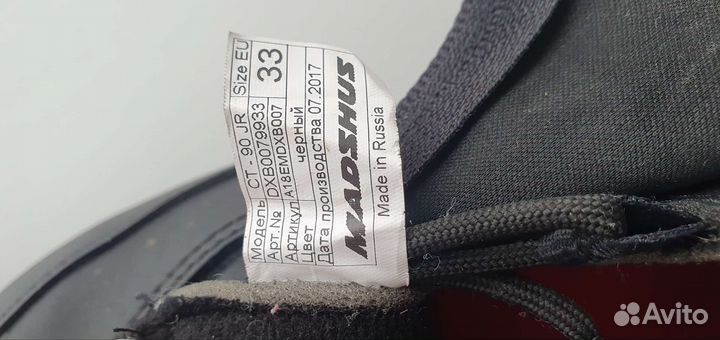 Модель CT - 90 JR Size EU
Арт.№ DXB0079933 33
Артикул A18EMDXB007
Цвет черный
Дата производства 07.2017
MADSHUS
Made in Russia
Avito